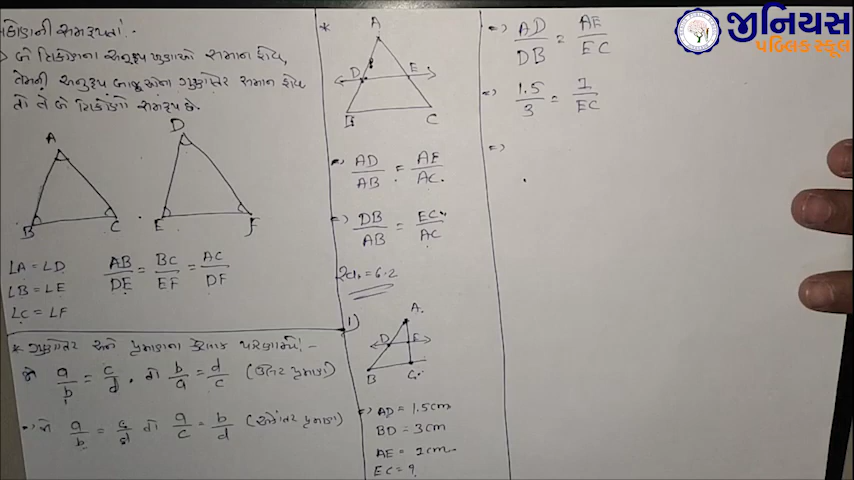 ત્રિકોણની સમરૂપતા :-
બે ત્રિકોણના અનુરૂપ ખૂણાઓ સમાન હોય,
તેમની અનુરૂપ બાજુઓના ગુણોત્તર સમાન હોય
તો તે બે ત્રિકોણો સમરૂપ છે.
A
D
B
C
E
F
∠A = ∠D
∠B = ∠E
∠C = ∠F
AB/DE = BC/EF = AC/DF
* ગુણોત્તર અને પ્રમાણના કેટલાક પરિણામો :-
જો a/b = c/d, તો b/a = d/c (વ્યસ્ત પ્રમાણ)
→ જો a/b = c/d તો a/c = b/d (એકાંતર પ્રમાણ)
*
A
D
E
B
C
⇒ AD/AB = AE/AC
⇒ DB/AB = EC/AC
સ્વા. = 6.2
1)
A
D
E
B
C
⇒ AD = 1.5cm
BD = 3cm
AE = 1cm
EC = ?
⇒ AD/DB = AE/EC
⇒ 1.5/3 = 1/EC
⇒
જીનિયસ
પબ્લિક સ્કૂલ